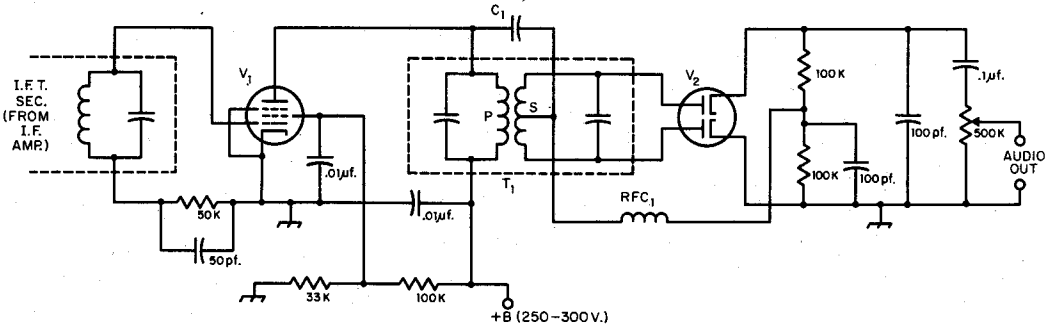 C1
I.F.T.
SEC.
(FROM
I.F.
AMP.)
V1
.01µf.
50K
50pf.
33K
100K
.01µf.
+B (250-300V.)
P
S
T1
V2
RFC1
100K
100K
100pf.
100pf.
.1µf.
500K
AUDIO
OUT